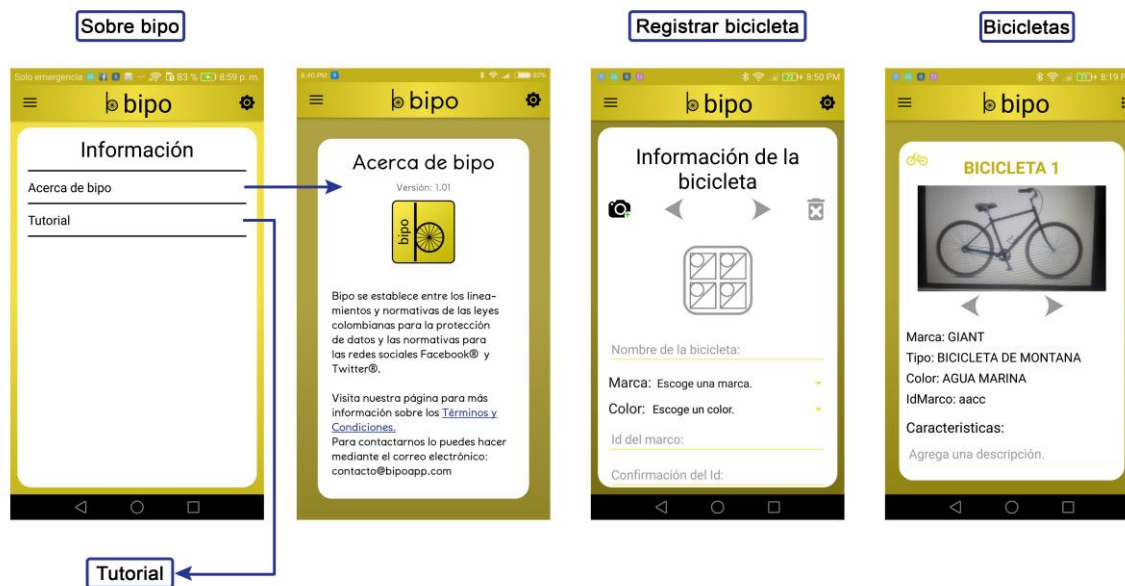 Sobre bipo
Registrar bicicleta
Bicicletas
Solo emergencia 83 % 8:59 p. m.
bipo
Información
Acerca de bipo
Tutorial
Tutorial
8:40 PM 60%
bipo
Acerca de bipo
Versión: 1.01
bipo
Bipo se establece entre los linea-
mientos y normativas de las leyes
colombianas para la protección
de datos y las normativas para
las redes sociales Facebook® y
Twitter®.
Visita nuestra página para más
información sobre los Términos y
Condiciones.
Para contactarnos lo puedes hacer
mediante el correo electrónico:
contacto@bipoapp.com
72 8:50 PM
bipo
Información de la
bicicleta
Nombre de la bicicleta:
Marca: Escoge una marca.
Color: Escoge un color.
Id del marco:
Confirmación del Id:
71 8:19 P
bipo
BICICLETA 1
Marca: GIANT
Tipo: BICICLETA DE MONTANA
Color: AGUA MARINA
IdMarco: aacc
Caracteristicas:
Agrega una descripción.